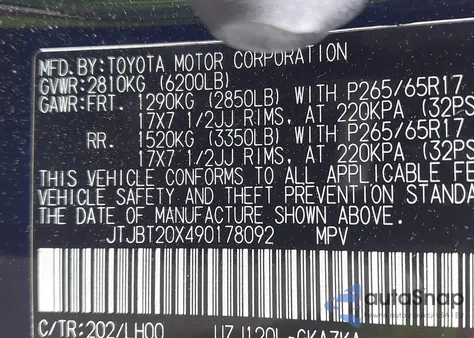 MFD.BY:TOYOTA MOTOR CORPORATION
GVWR:2810KG (6200LB)
GAWR:FRT. 1290KG (2850LB) WITH P265/65R17
17X7 1/2JJ RIMS, AT 220KPA (32PS
RR. 1520KG (3350LB) WITH P265/65R17
17X7 1/2JJ RIMS, AT 220KPA (32PS
THIS VEHICLE CONFORMS TO ALL APPLICABLE FE
VEHICLE SAFETY AND THEFT PREVENTION STANDA
THE DATE OF MANUFACTURE SHOWN ABOVE.
JTJBT20X490178092 MPV
autoSnap
C/TR:202/LH00 UZJ120L-GKAZKA